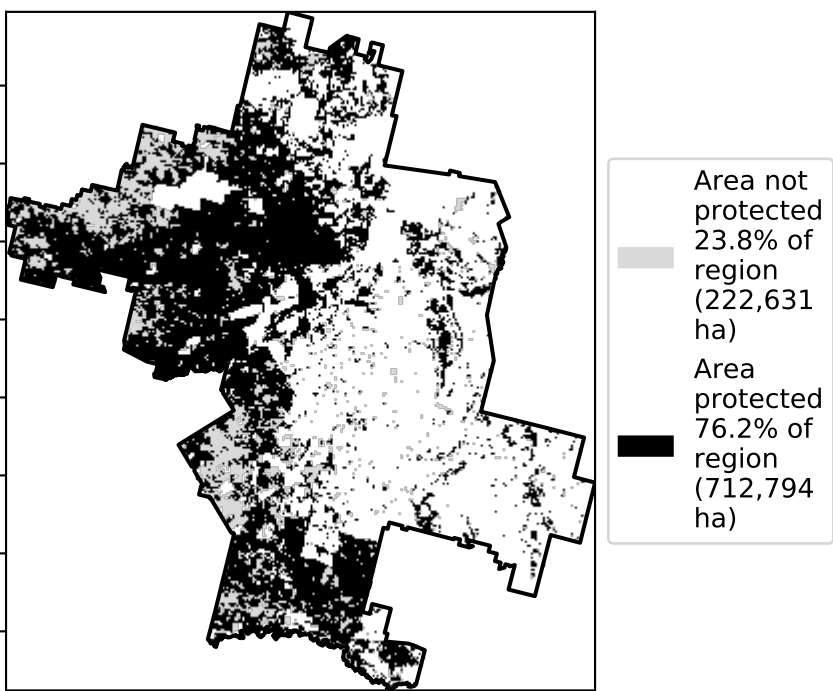 Area not
protected
23.8% of
region
(222,631
ha)
Area
protected
76.2% of
region
(712,794
ha)